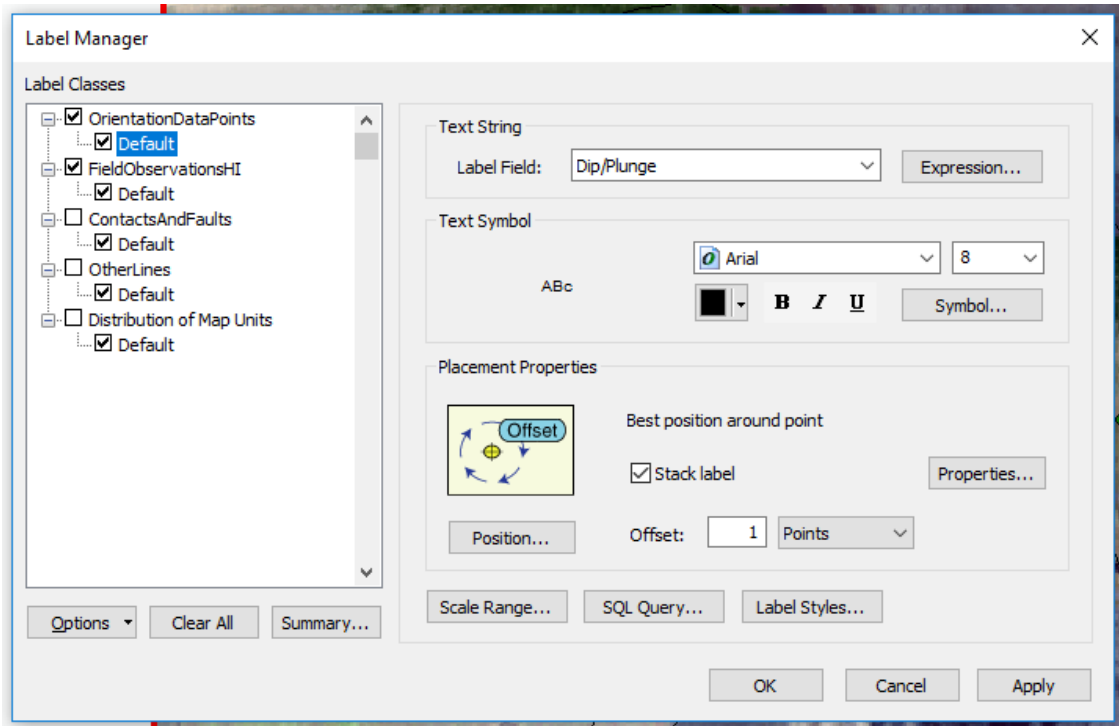 Label Manager
Label Classes
OrientationDataPoints
Default
FieldObservationsHI
Default
ContactsAndFaults
Default
OtherLines
Default
Distribution of Map Units
Default
Options
Clear All
Summary...
Text String
Label Field:
Dip/Plunge
Expression...
Text Symbol
ABc
O Arial
8
B I U
Symbol...
Placement Properties
Offset
Best position around point
Stack label
Properties...
Position...
Offset:
1
Points
Scale Range...
SQL Query...
Label Styles...
OK
Cancel
Apply